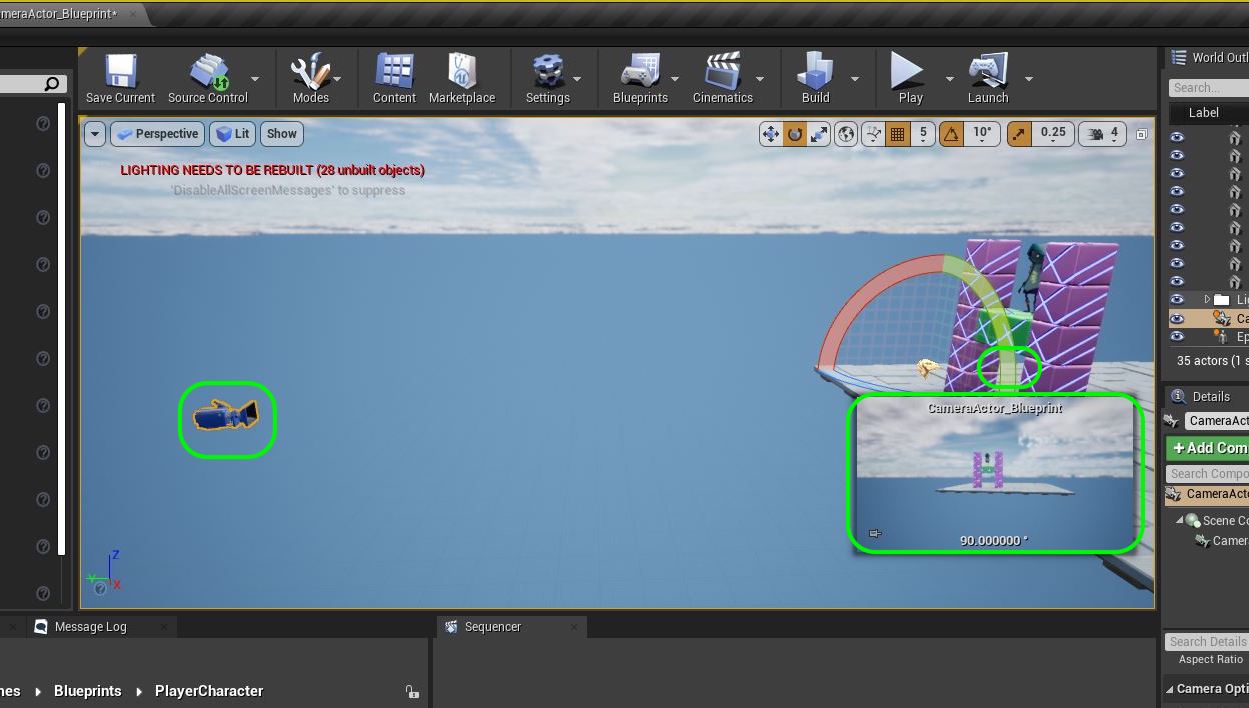 meraActor_Blueprint*
Save Current
Source Control
Modes
Content
Marketplace
Settings
Blueprints
Cinematics
Build
Play
Launch
World Outl
Search...
Label
Perspective
Lit
Show
5
10°
0.25
4
LIGHTING NEEDS TO BE REBUILT (28 unbuilt objects)
'DisableAllScreenMessages' to suppress
Lig
Ca
Ep
35 actors (1 s
Details
CameraAct
+Add Com
Search Compo
CameraActo
Scene Co
Camer
CameraActor_Blueprint
90.000000 °
Z
Y
X
Message Log
Sequencer
Search Details
Aspect Ratio
nes
Blueprints
PlayerCharacter
Camera Opti